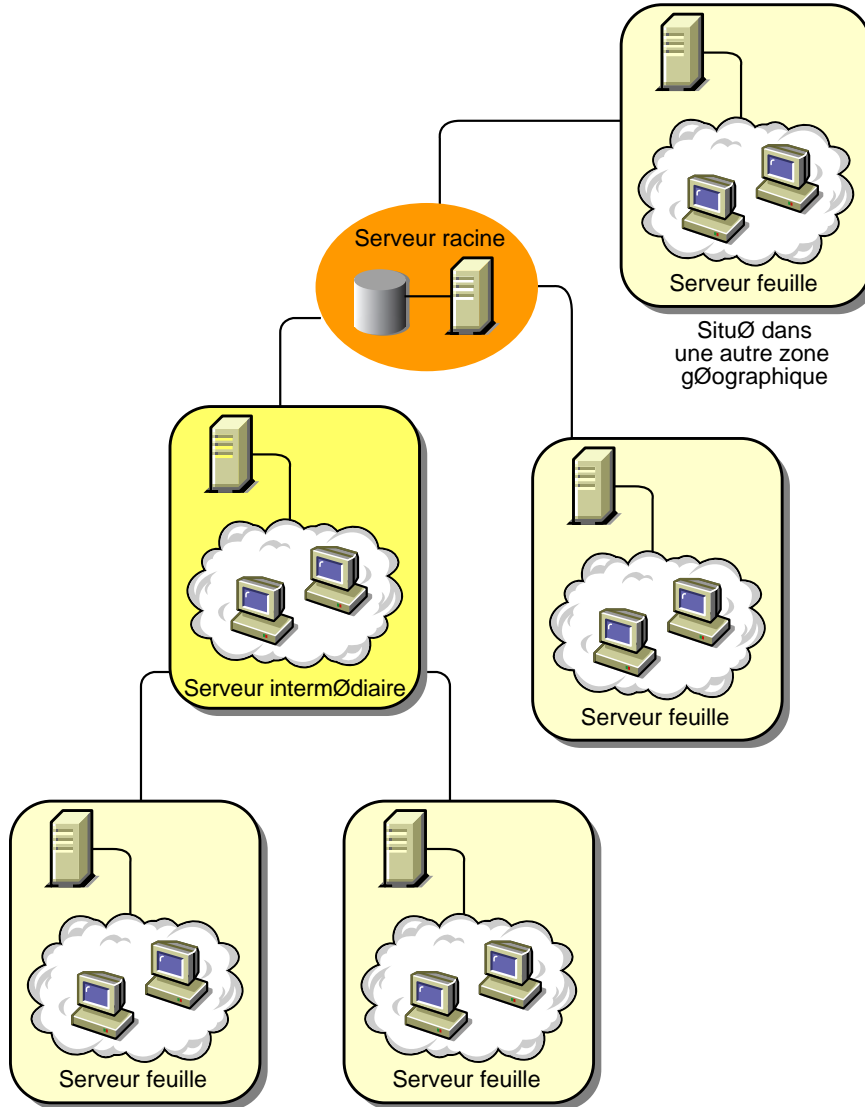 Serveur racine
Serveur feuille
SituØ dans
une autre zone
gØographique
Serveur intermØdiaire
Serveur feuille
Serveur feuille
Serveur feuille